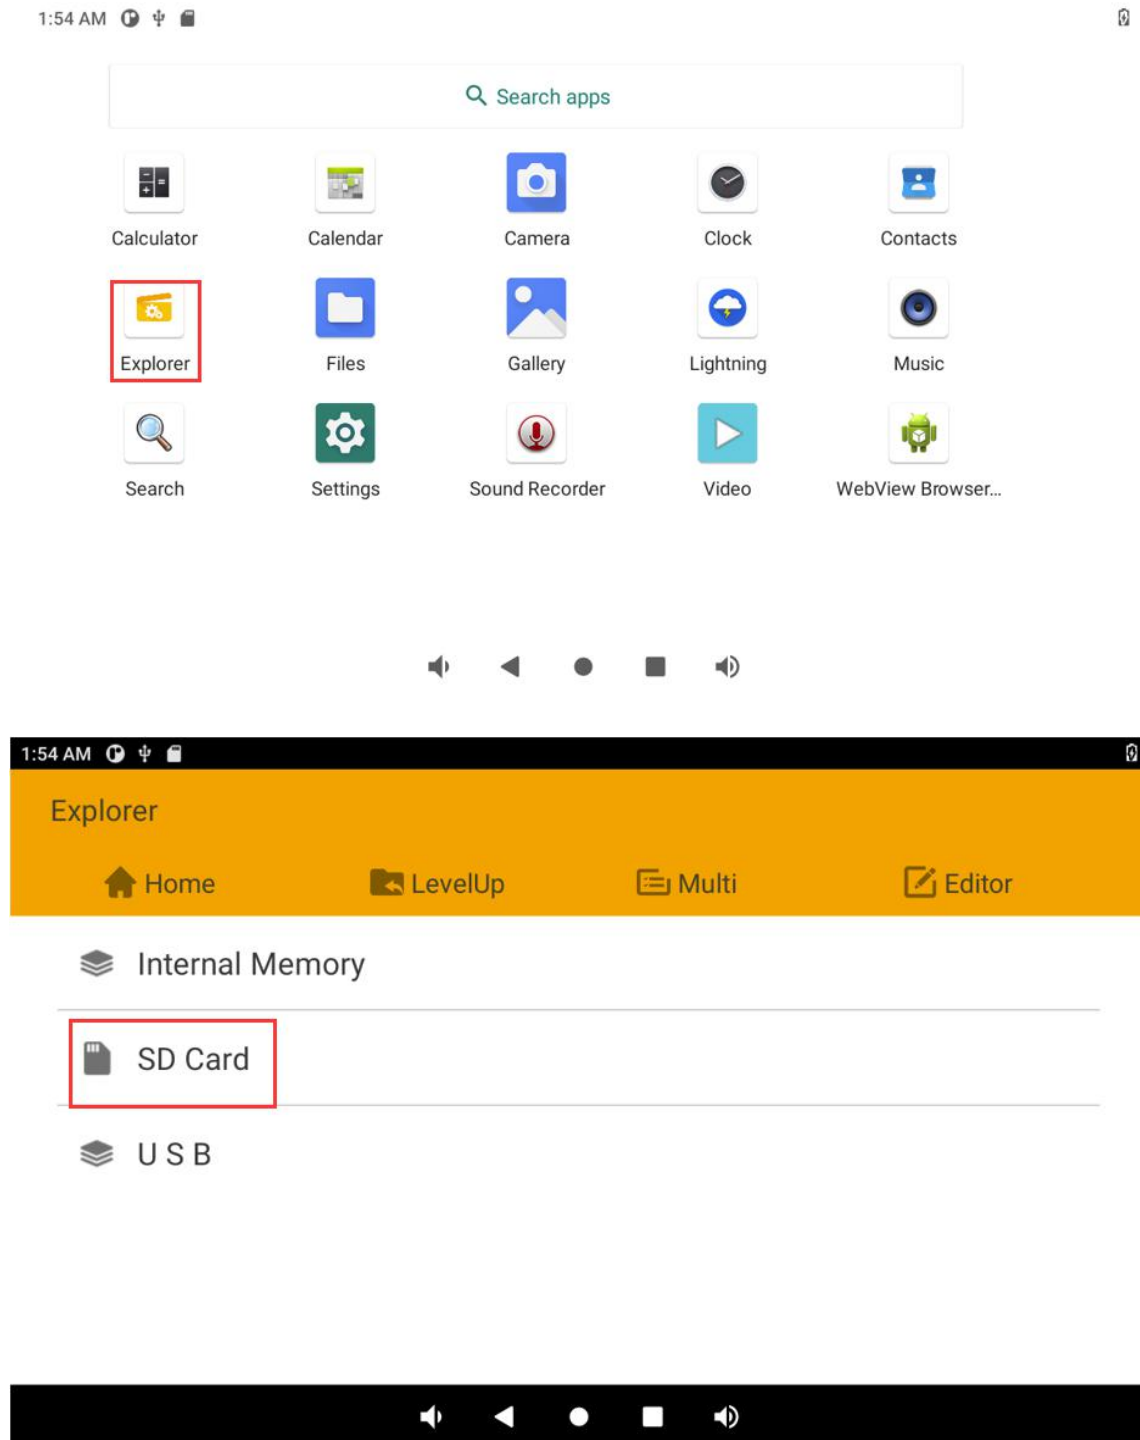 1:54 AM
Search apps
Calculator Calendar Camera Clock Contacts
Explorer Files Gallery Lightning Music
Search Settings Sound Recorder Video WebView Browser...
1:54 AM
Explorer
Home LevelUp Multi Editor
Internal Memory
SD Card
U S B